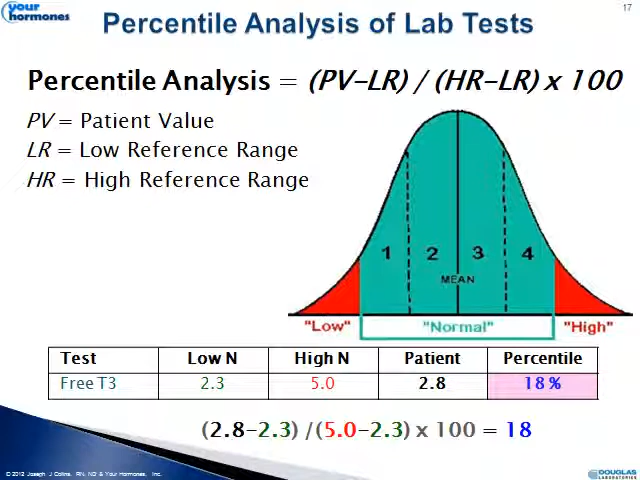 your
hormones
Percentile Analysis of Lab Tests
17
Percentile Analysis = (PV-LR) / (HR-LR) x 100
PV = Patient Value
LR = Low Reference Range
HR = High Reference Range
1 2 3 4
MEAN
"Low" "Normal" "High"
Test Low N High N Patient Percentile
Free T3 2.3 5.0 2.8 18 %
(2.8-2.3) /(5.0-2.3) x 100 = 18
© 2012 Joseph J Collins, RN, ND & Your Hormones, Inc.
DOUGLAS
LABORATORIES